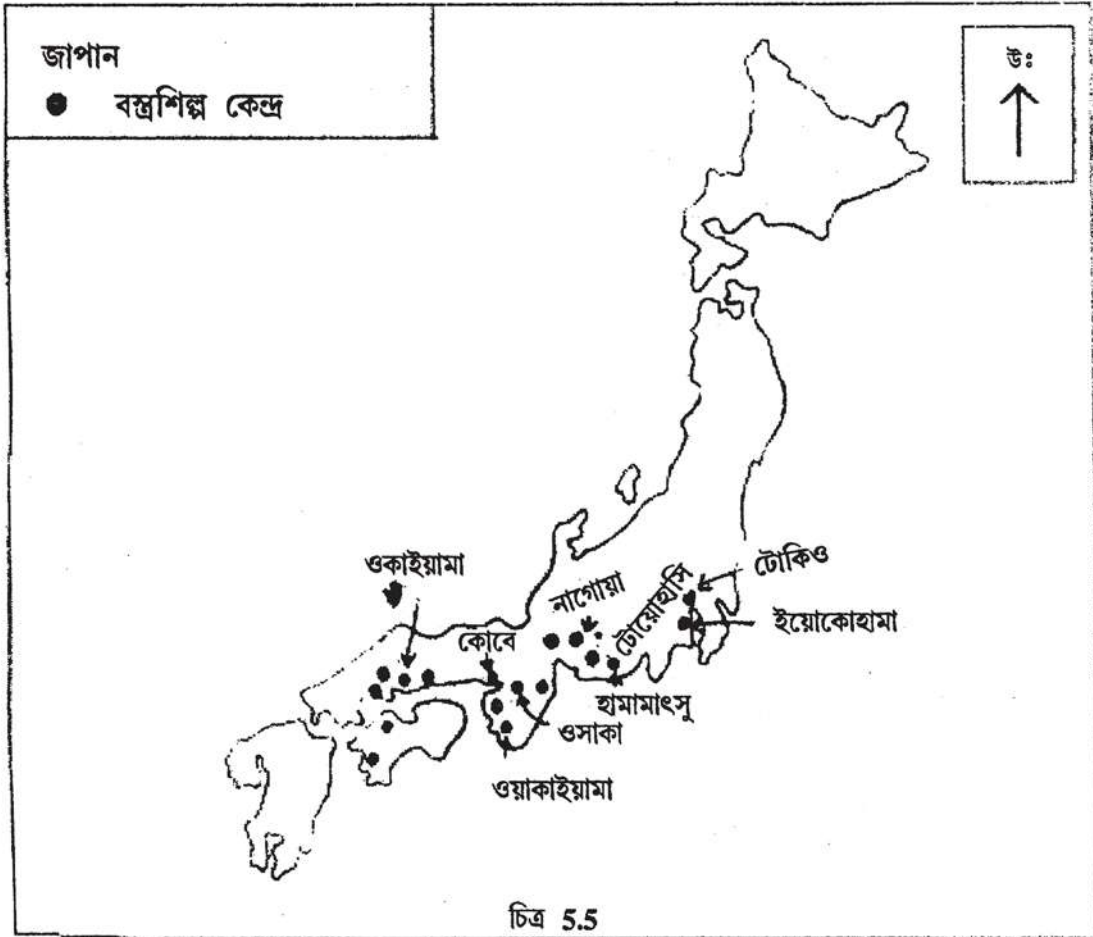 জাপান
● বস্ত্রশিল্প কেন্দ্র
উঃ
ওকাইয়ামা
কোবে
নাগোয়া
টোয়োহাসি
টোকিও
ইয়োকোহামা
হামামাৎসু
ওসাকা
ওয়াকাইয়ামা
চিত্র 5.5